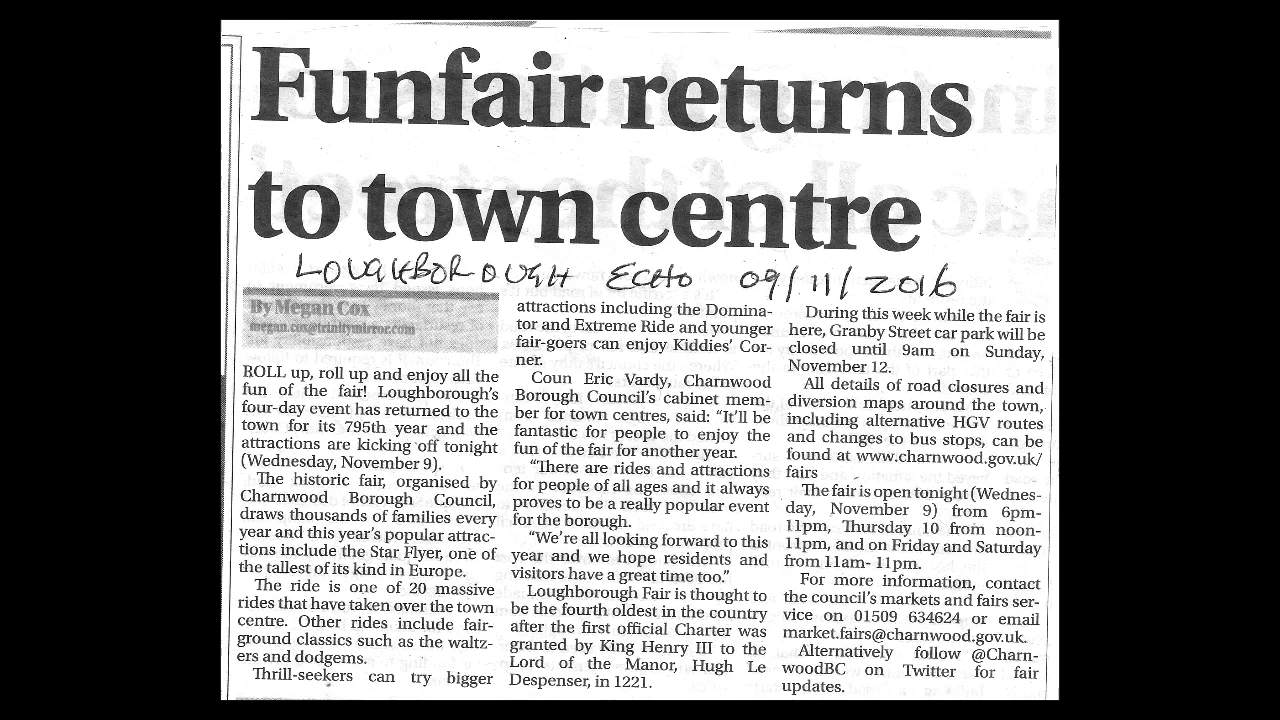 Funfair returns
to town centre
LOUGHBOROUGH ECHO 09/11/2016
By Megan Cox
megan.cox@trinitymirror.com
ROLL up, roll up and enjoy all the
fun of the fair! Loughborough's
four-day event has returned to the
town for its 795th year and the
attractions are kicking off tonight
(Wednesday, November 9).
The historic fair, organised by
Charnwood Borough Council,
draws thousands of families every
year and this year's popular attrac-
tions include the Star Flyer, one of
the tallest of its kind in Europe.
The ride is one of 20 massive
rides that have taken over the town
centre. Other rides include fair-
ground classics such as the waltz-
ers and dodgems.
Thrill-seekers can try bigger
attractions including the Domina-
tor and Extreme Ride and younger
fair-goers can enjoy Kiddies' Cor-
ner.
Coun Eric Vardy, Charnwood
Borough Council's cabinet mem-
ber for town centres, said: "It'll be
fantastic for people to enjoy the
fun of the fair for another year.
"There are rides and attractions
for people of all ages and it always
proves to be a really popular event
for the borough.
"We're all looking forward to this
year and we hope residents and
visitors have a great time too."
Loughborough Fair is thought to
be the fourth oldest in the country
after the first official Charter was
granted by King Henry III to the
Lord of the Manor, Hugh Le
Despenser, in 1221.
During this week while the fair is
here, Granby Street car park will be
closed until 9am on Sunday,
November 12.
All details of road closures and
diversion maps around the town,
including alternative HGV routes
and changes to bus stops, can be
found at www.charnwood.gov.uk/
fairs
The fair is open tonight (Wednes-
day, November 9) from 6pm-
11pm, Thursday 10 from noon-
11pm, and on Friday and Saturday
from 11am- 11pm.
For more information, contact
the council's markets and fairs ser-
vice on 01509 634624 or email
market.fairs@charnwood.gov.uk.
Alternatively follow @Charn-
woodBC on Twitter for fair
updates.